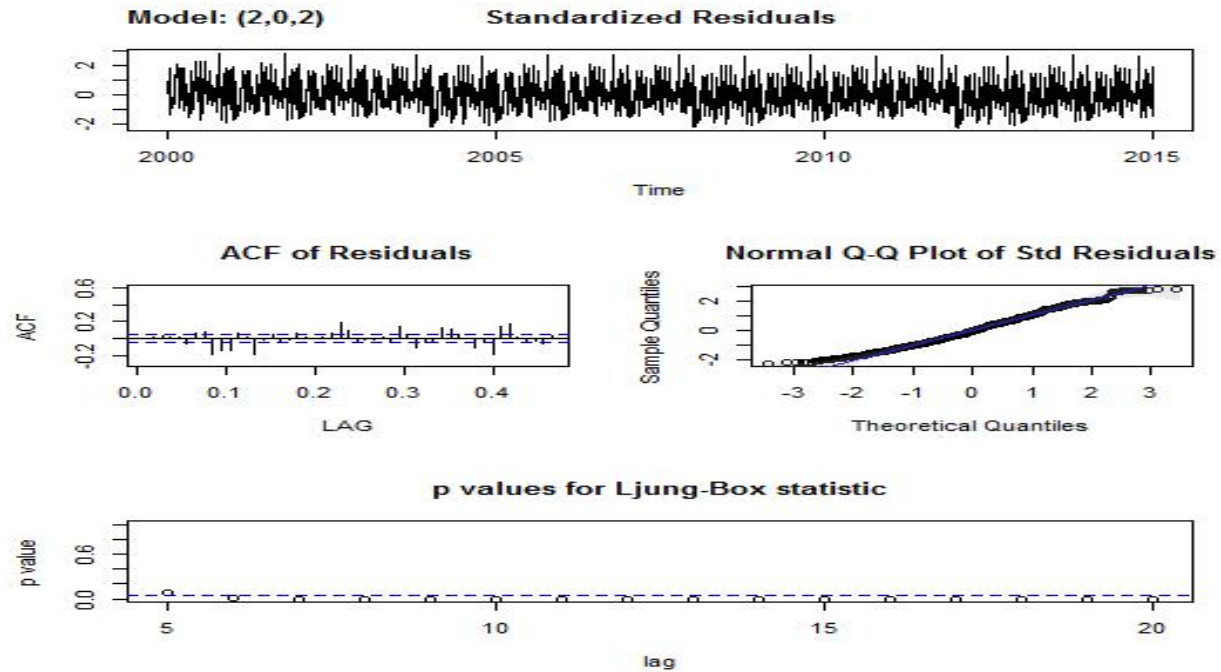 Model: (2,0,2) Standardized Residuals
-2 0 2
2000 2005 2010 2015
Time
ACF of Residuals
ACF
-0.2 0.2 0.6
0.0 0.1 0.2 0.3 0.4
LAG
Normal Q-Q Plot of Std Residuals
Sample Quantiles
-2 0 2
-3 -2 -1 0 1 2 3
Theoretical Quantiles
p values for Ljung-Box statistic
p value
0.0 0.6
5 10 15 20
lag